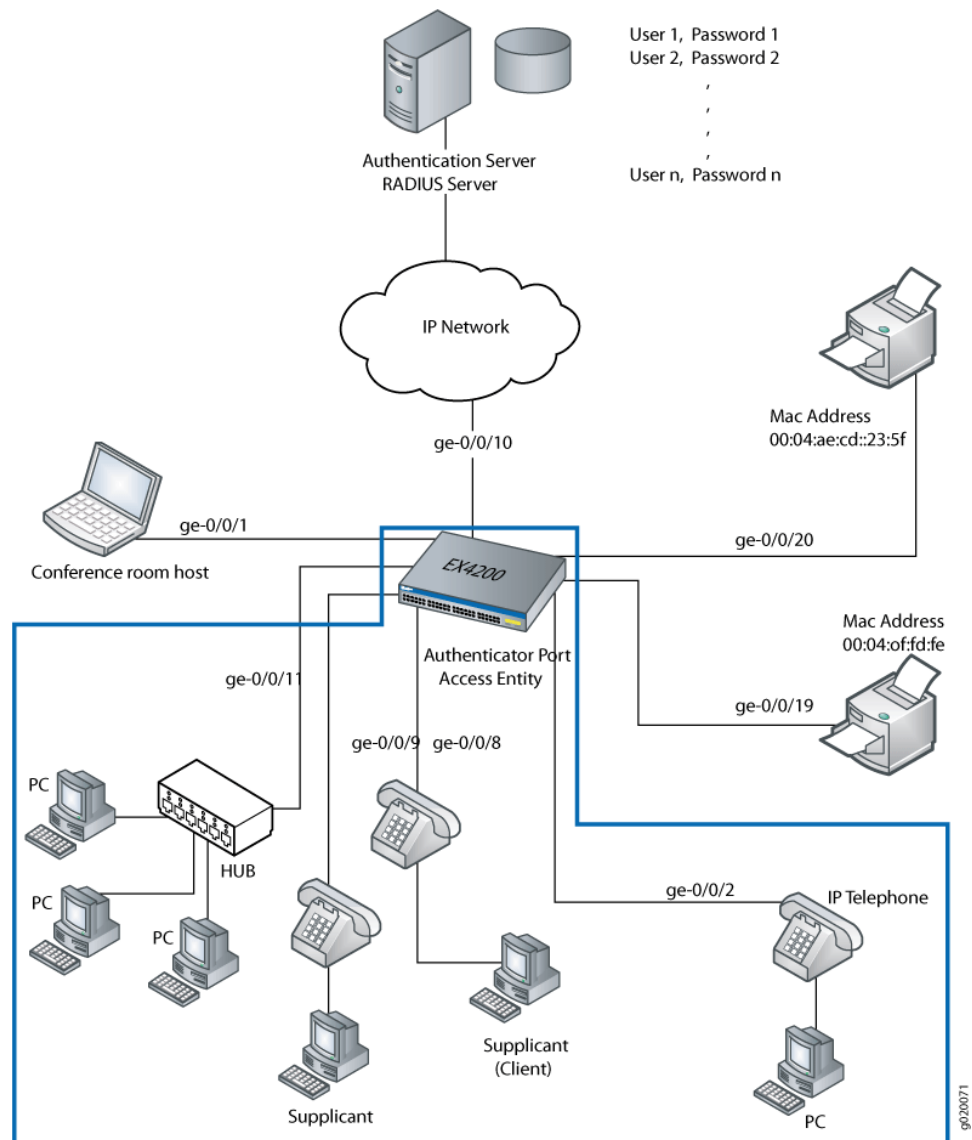 User 1, Password 1
User 2, Password 2
,
,
,
,
User n, Password n
Authentication Server
RADIUS Server
IP Network
Mac Address
00:04:ae:cd::23:5f
ge-0/0/10
ge-0/0/1
ge-0/0/20
EX4200
Conference room host
Mac Address
00:04:of:fd:fe
Authenticator Port
Access Entity
ge-0/0/11
ge-0/0/19
ge-0/0/9
ge-0/0/8
PC
HUB
PC
PC
ge-0/0/2
IP Telephone
Supplicant
(Client)
Supplicant
PC
g020071